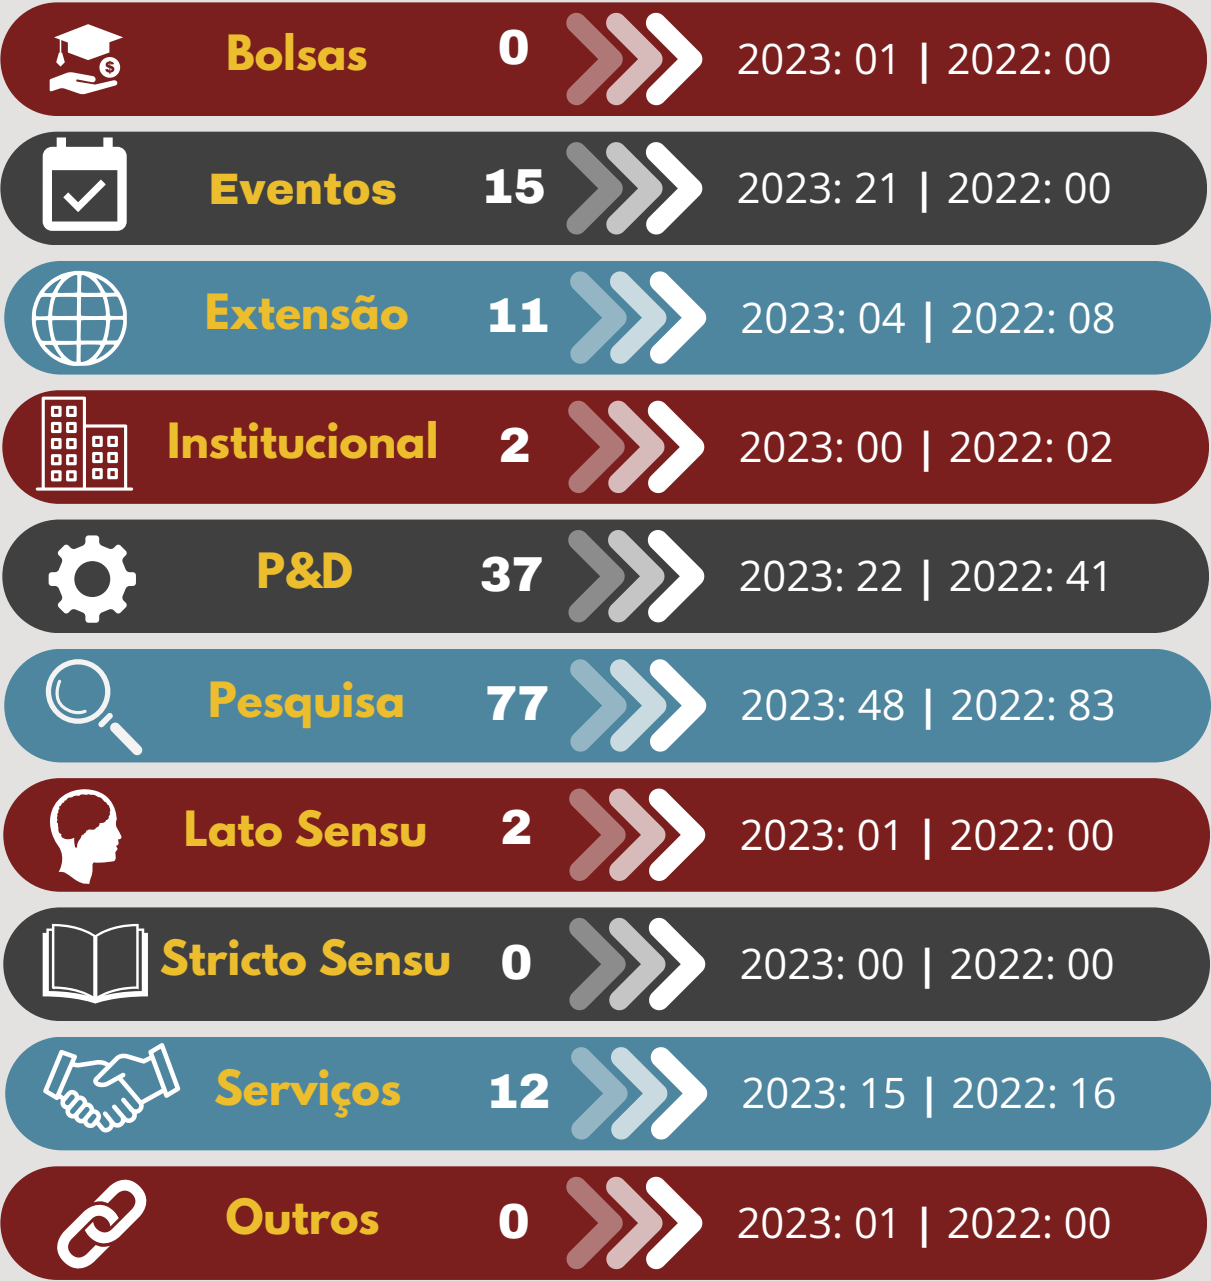 Bolsas 0 2023: 01 | 2022: 00
Eventos 15 2023: 21 | 2022: 00
Extensão 11 2023: 04 | 2022: 08
Institucional 2 2023: 00 | 2022: 02
P&D 37 2023: 22 | 2022: 41
Pesquisa 77 2023: 48 | 2022: 83
Lato Sensu 2 2023: 01 | 2022: 00
Stricto Sensu 0 2023: 00 | 2022: 00
Serviços 12 2023: 15 | 2022: 16
Outros 0 2023: 01 | 2022: 00